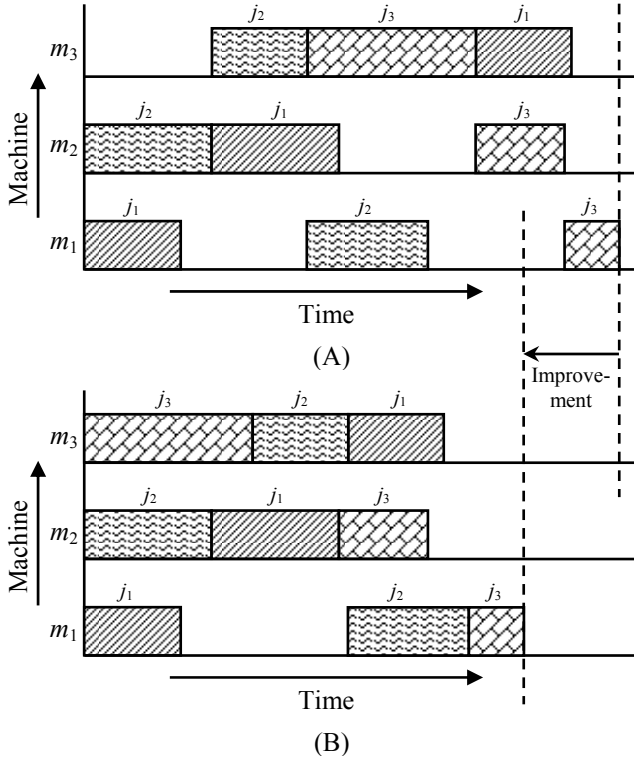 j₂ j₃ j₁
m₃
j₂ j₁ j₃
m₂
j₁ j₂ j₃
m₁
Machine
Time
(A)
Improve-
ment
j₃ j₂ j₁
m₃
j₂ j₁ j₃
m₂
j₁ j₂ j₃
m₁
Machine
Time
(B)